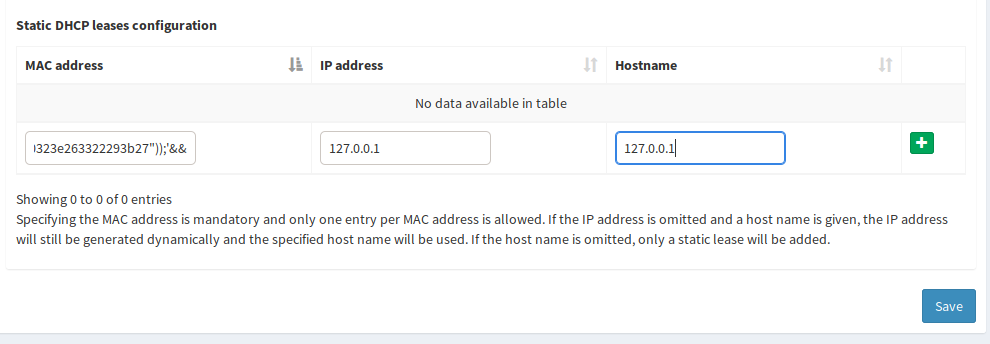 Static DHCP leases configuration
MAC address IP address Hostname
No data available in table
323e263322293b27"));'&& 127.0.0.1 127.0.0.1
Showing 0 to 0 of 0 entries
Specifying the MAC address is mandatory and only one entry per MAC address is allowed. If the IP address is omitted and a host name is given, the IP address
will still be generated dynamically and the specified host name will be used. If the host name is omitted, only a static lease will be added.
Save